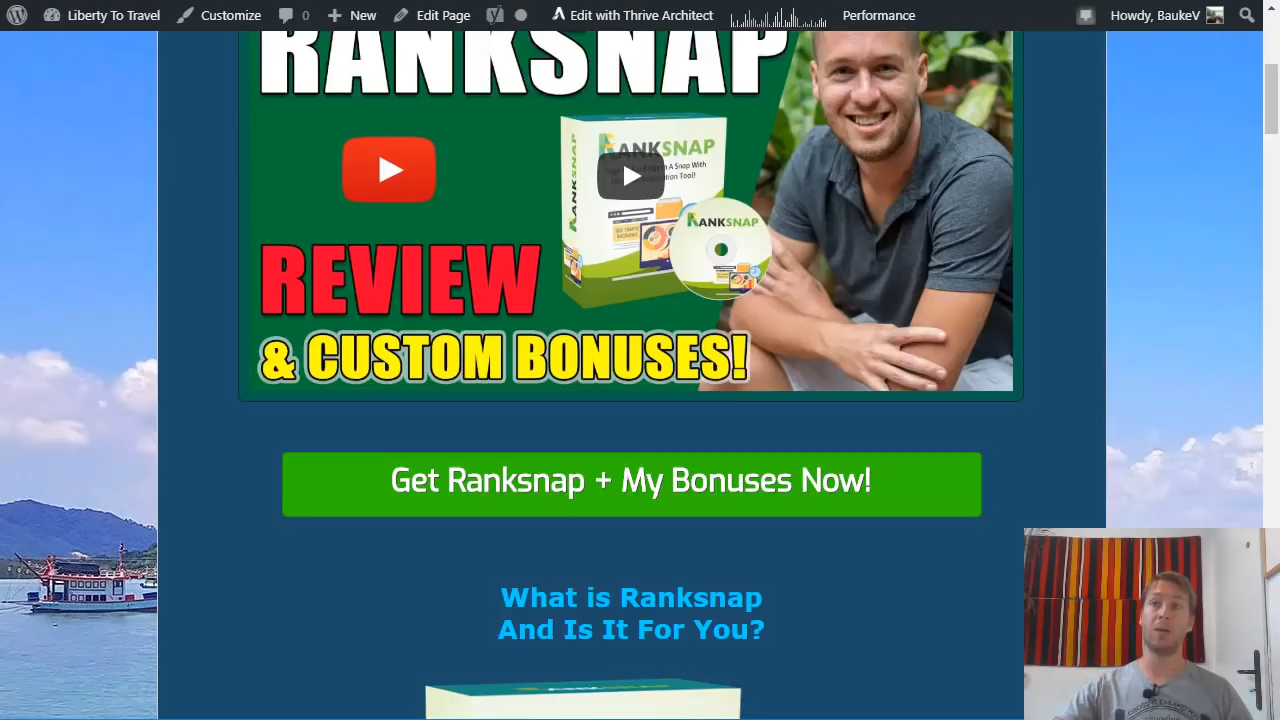 Liberty To Travel Customize 0 New Edit Page Edit with Thrive Architect Performance Howdy, BaukeV
RANKSNAP
RANKSNAP
RANKSNAP
RANKSNAP
REVIEW
& CUSTOM BONUSES!
Get Ranksnap + My Bonuses Now!
What is Ranksnap
And Is It For You?